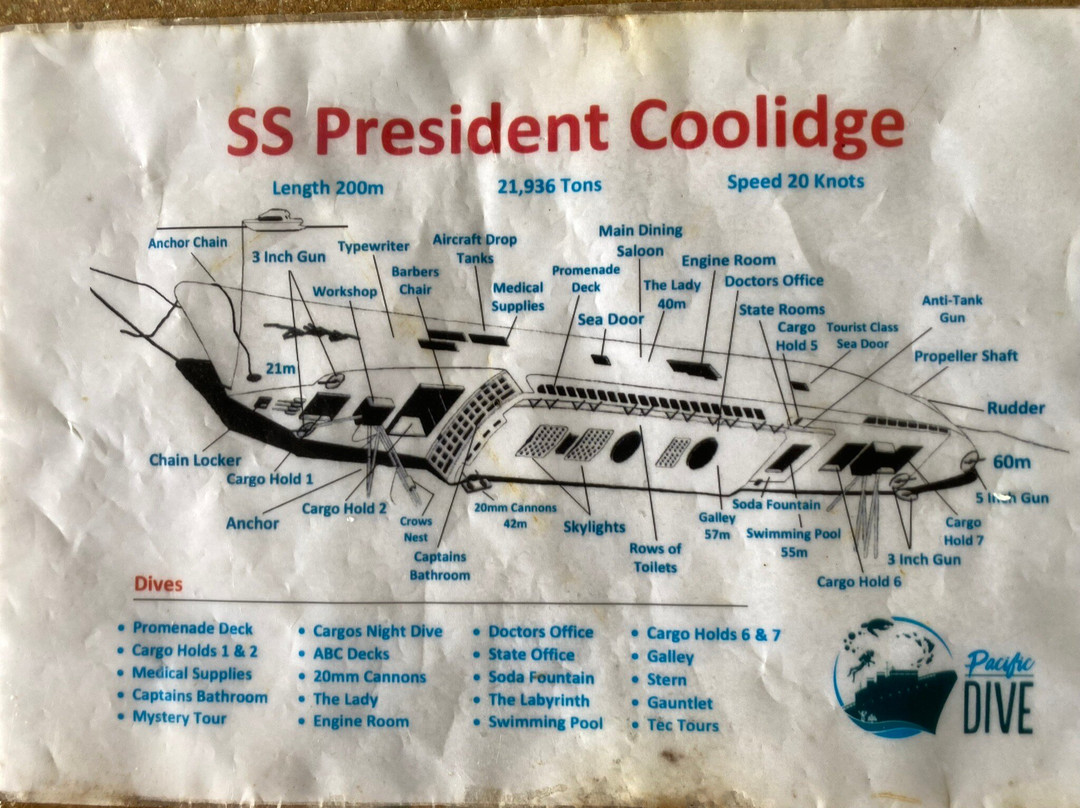 SS President Coolidge
Length 200m 21,936 Tons Speed 20 Knots
Anchor Chain
3 Inch Gun
Typewriter
Workshop
Barbers
Chair
Aircraft Drop
Tanks
Medical
Supplies
Promenade
Deck
Sea Door
Main Dining
Saloon
The Lady
40m
Engine Room
Doctors Office
State Rooms
Cargo
Hold 5
Tourist Class
Sea Door
Anti-Tank
Gun
Propeller Shaft
Rudder
21m
60m
Chain Locker
Cargo Hold 1
Anchor
Cargo Hold 2
Crows
Nest
Captains
Bathroom
20mm Cannons
42m
Skylights
Rows of
Toilets
Galley
57m
Soda Fountain
Swimming Pool
55m
Cargo Hold 6
3 Inch Gun
Cargo
Hold 7
5 Inch Gun
Dives
• Promenade Deck
• Cargo Holds 1 & 2
• Medical Supplies
• Captains Bathroom
• Mystery Tour
• Cargos Night Dive
• ABC Decks
• 20mm Cannons
• The Lady
• Engine Room
• Doctors Office
• State Office
• Soda Fountain
• The Labyrinth
• Swimming Pool
• Cargo Holds 6 & 7
• Galley
• Stern
• Gauntlet
• Tec Tours
Pacific
DIVE